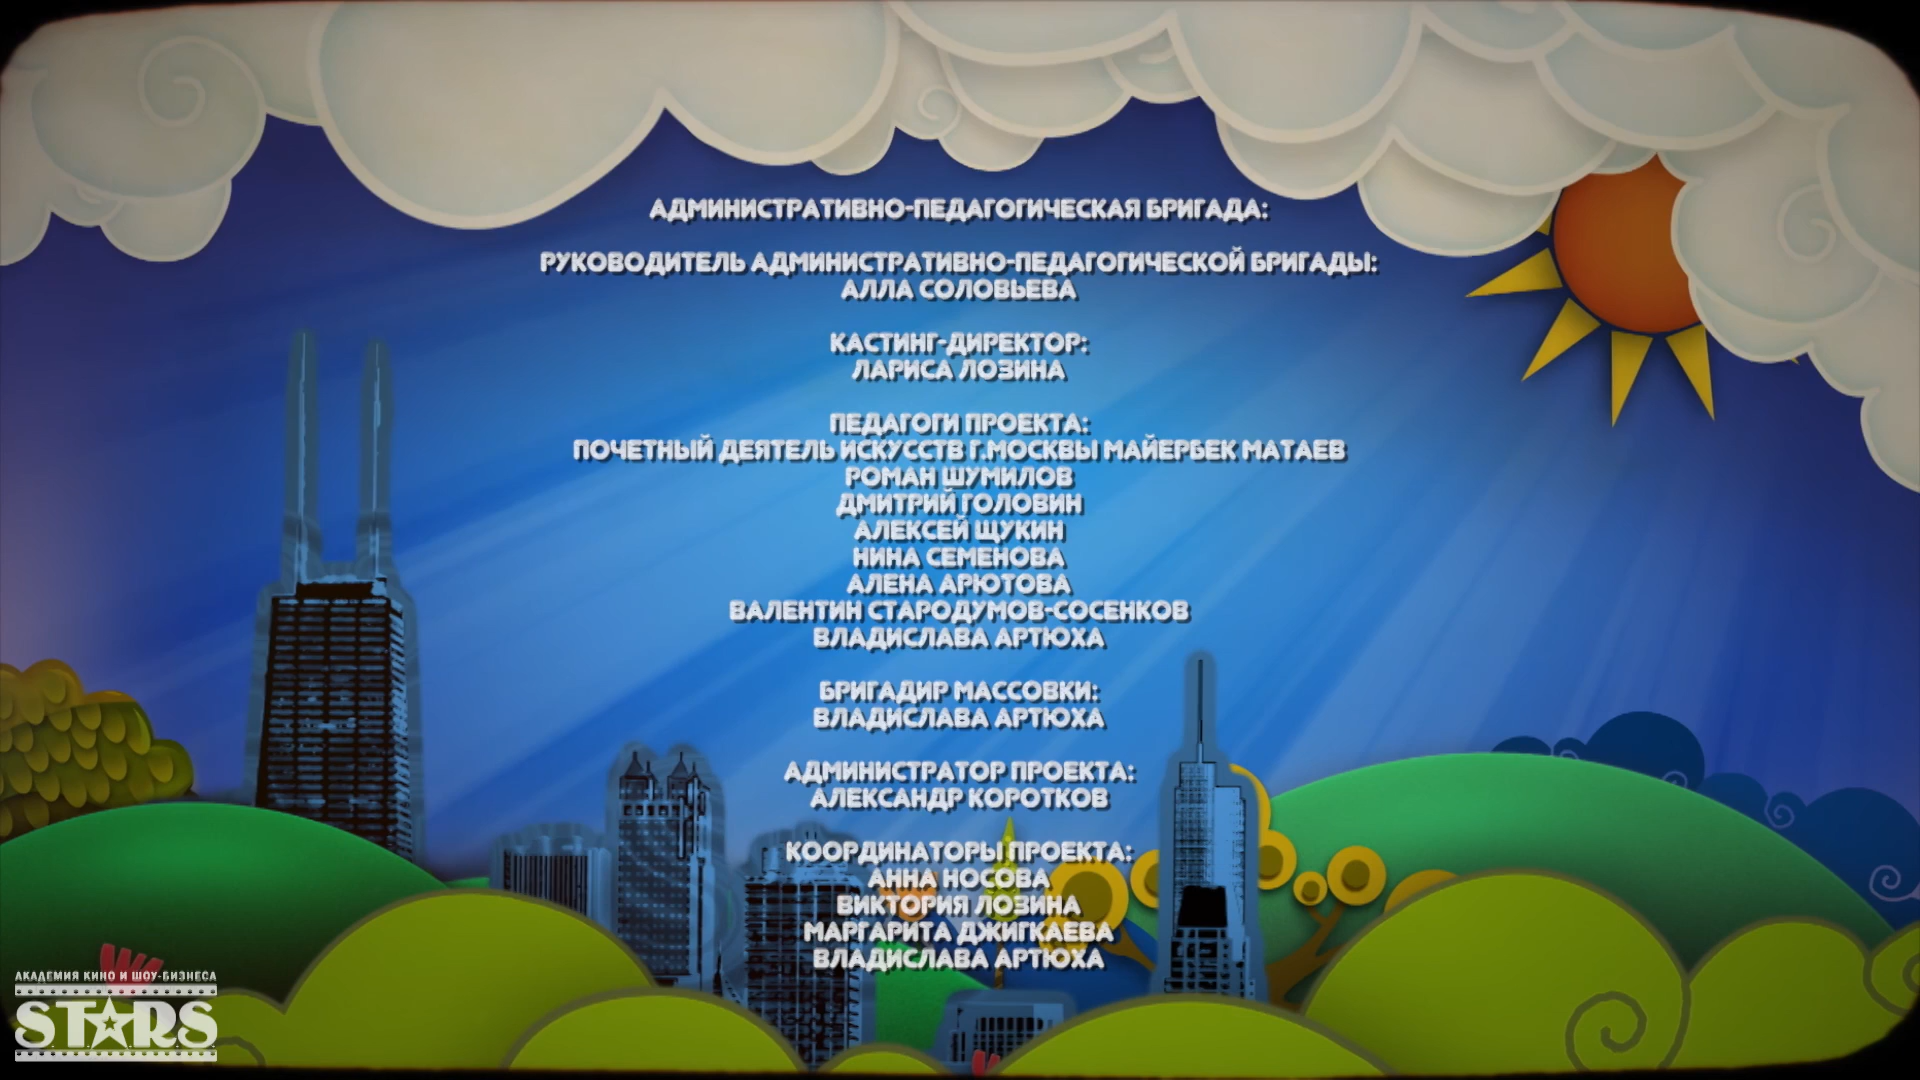 АДМИНИСТРАТИВНО-ПЕДАГОГИЧЕСКАЯ БРИГАДА:
РУКОВОДИТЕЛЬ АДМИНИСТРАТИВНО-ПЕДАГОГИЧЕСКОЙ БРИГАДЫ:
АЛЛА СОЛОВЬЕВА
КАСТИНГ-ДИРЕКТОР:
ЛАРИСА ЛОЗИНА
ПЕДАГОГИ ПРОЕКТА:
ПОЧЕТНЫЙ ДЕЯТЕЛЬ ИСКУССТВ Г.МОСКВЫ МАЙЕРБЕК МАТАЕВ
РОМАН ШУМИЛОВ
ДМИТРИЙ ГОЛОВИН
АЛЕКСЕЙ ЩУКИН
НИНА СЕМЕНОВА
АЛЕНА АРЮТОВА
ВАЛЕНТИН СТАРОДУМОВ-СОСЕНКОВ
ВЛАДИСЛАВА АРТЮХА
БРИГАДИР МАССОВКИ:
ВЛАДИСЛАВА АРТЮХА
АДМИНИСТРАТОР ПРОЕКТА:
АЛЕКСАНДР КОРОТКОВ
КООРДИНАТОРЫ ПРОЕКТА:
АННА НОСОВА
ВИКТОРИЯ ЛОЗИНА
МАРГАРИТА ДЖИГКАЕВА
ВЛАДИСЛАВА АРТЮХА
АКАДЕМИЯ КИНО И ШОУ-БИЗНЕСА
STARS